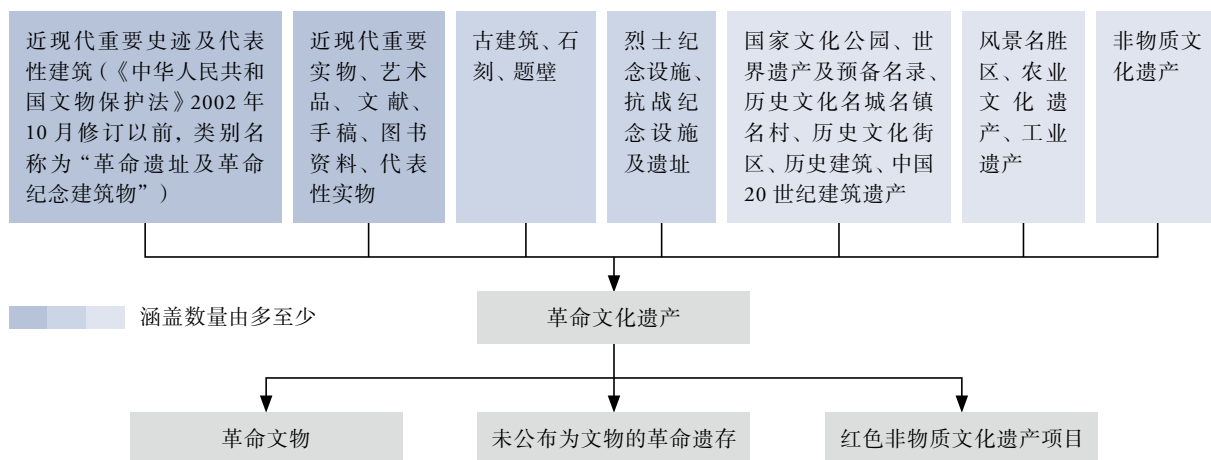 近现代重要史迹及代表
性建筑(《中华人民共和
国文物保护法》2002 年
10 月修订以前, 类别名
称为“革命遗址及革命
纪念建筑物”)
近现代重要
实物、艺术
品、文献、
手稿、图书
资料、代表
性实物
古建筑、石
刻、题壁
烈士纪
念设施、
抗战纪
念设施
及遗址
国家文化公园、世
界遗产及预备名录、
历史文化名城名镇
名村、历史文化街
区、历史建筑、中国
20 世纪建筑遗产
风景名胜
区、农业
文化遗
产、工业
遗产
非物质文
化遗产
涵盖数量由多至少
革命文化遗产
革命文物
未公布为文物的革命遗存
红色非物质文化遗产项目